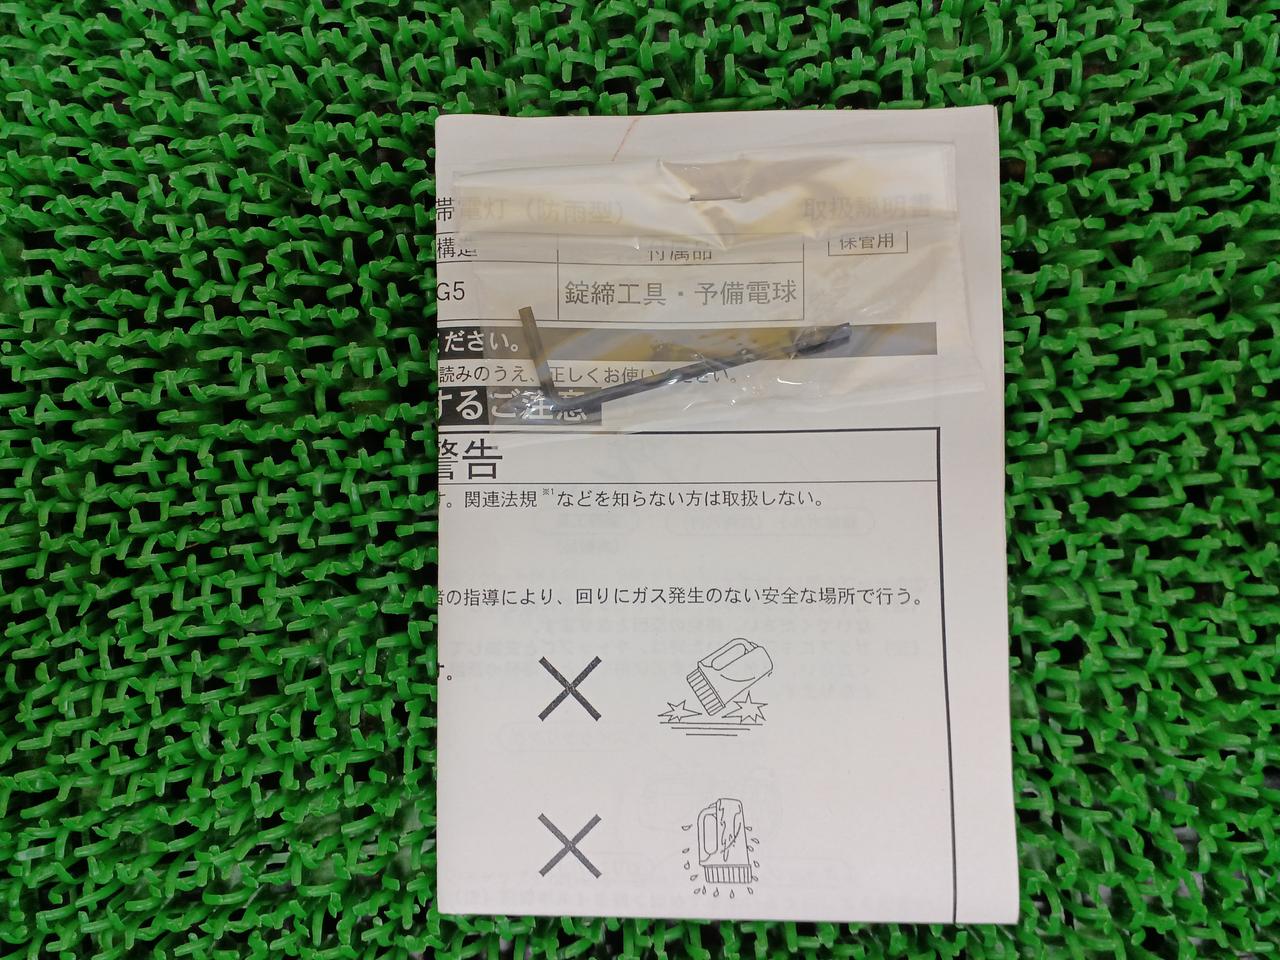 帯電灯（防雨型） 取扱説明書
構造 付属品 保管用
G5 錠締工具・予備電球
ください。
読みのうえ、正しくお使いください。
するご注意
警告
す。関連法規※1などを知らない方は取扱しない。
者の指導により、回りにガス発生のない安全な場所で行う。
す。